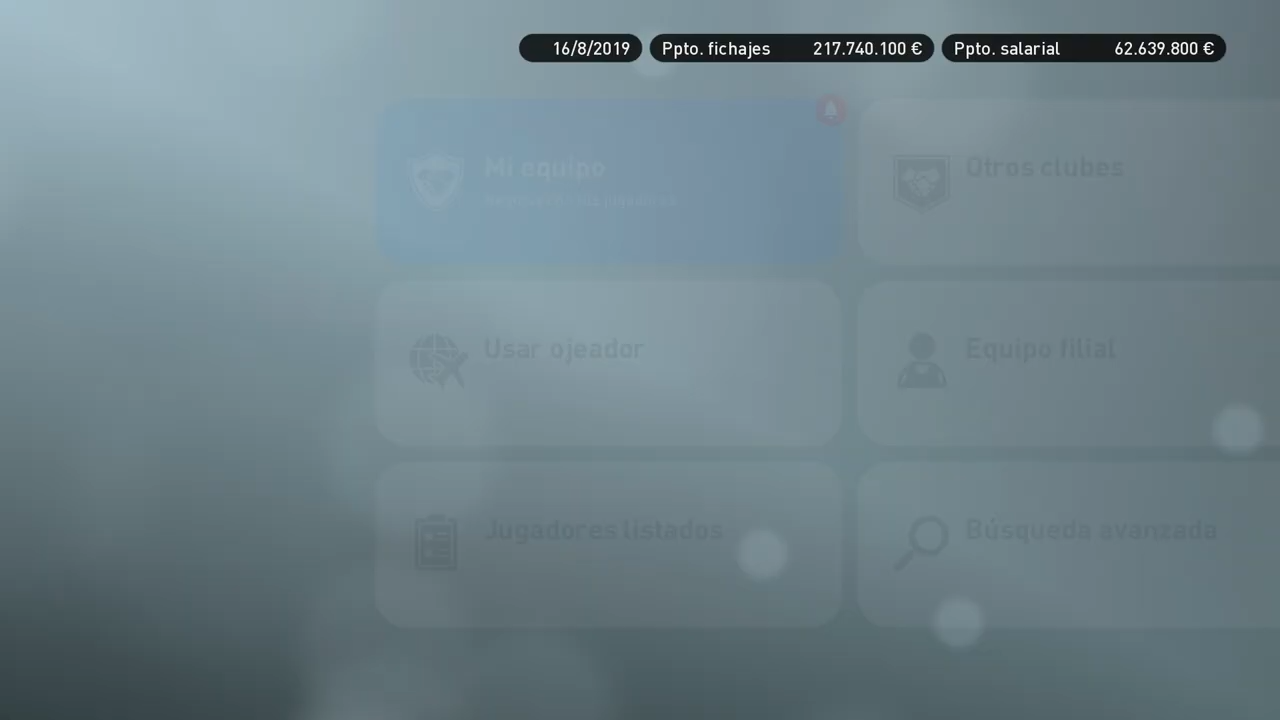 16/8/2019 Ppto. fichajes 217.740.100 € Ppto. salarial 62.639.800 €
Mi equipo
Otros clubes
Usar ojeador
Equipo filial
Jugadores listados
Búsqueda avanzada